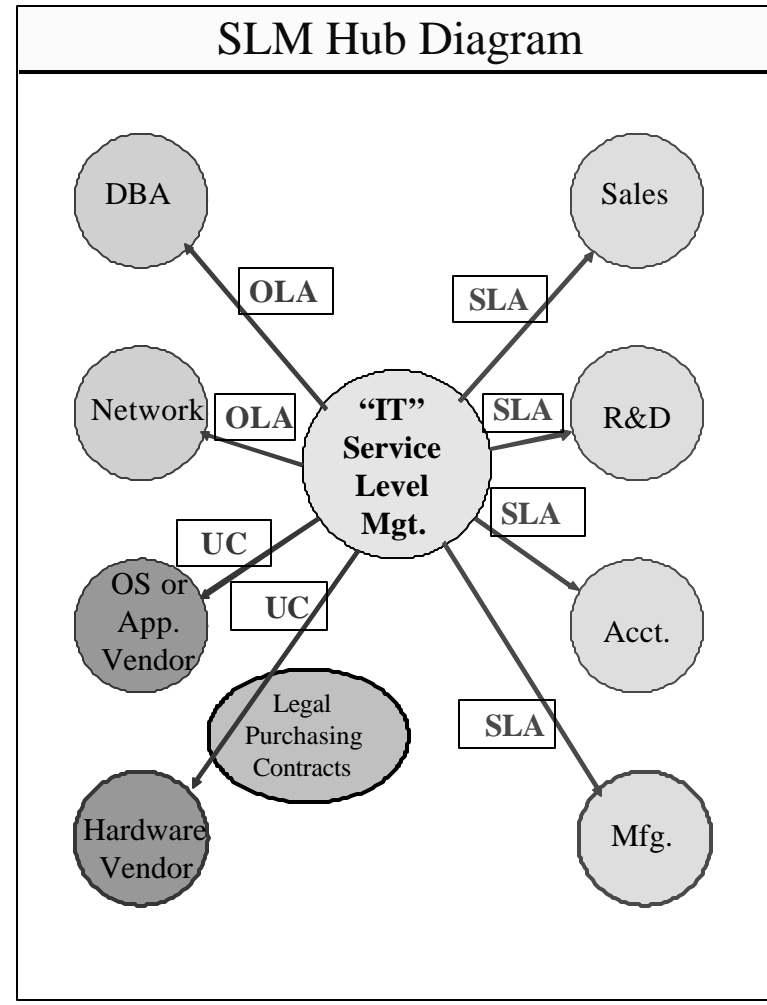 SLM Hub Diagram
DBA
Sales
OLA
SLA
Network
OLA
“IT”
Service
Level
Mgt.
SLA
R&D
SLA
UC
OS or
App.
Vendor
UC
Acct.
Legal
Purchasing
Contracts
SLA
Hardware
Vendor
Mfg.